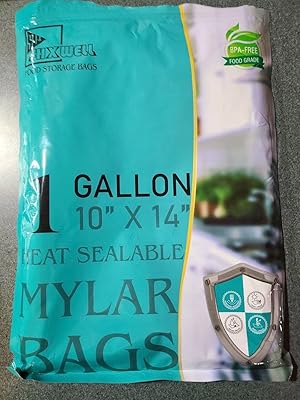 FOOD STORAGE BAGS
BPA-FREE
FOOD GRADE
1 GALLON
10" X 14"
HEAT SEALABLE
MYLAR
BAGS